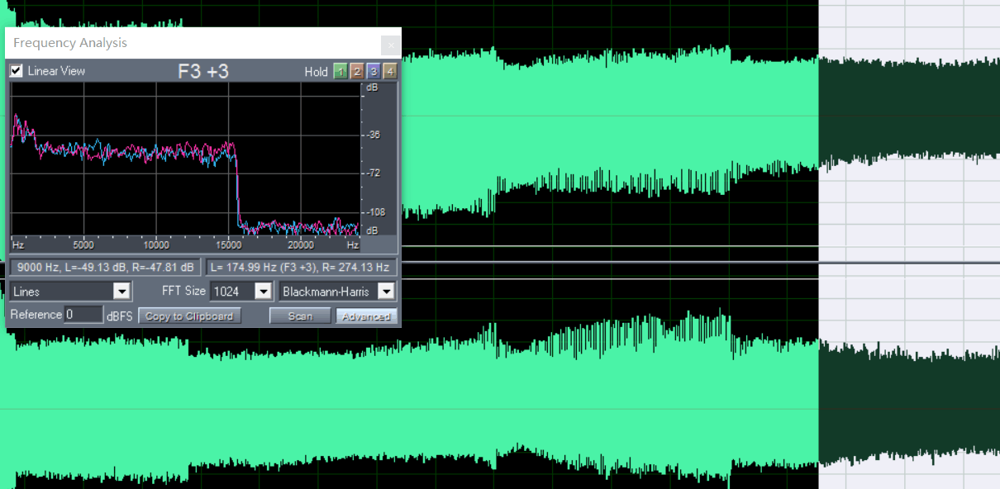 Frequency Analysis
Linear View F3 +3 Hold 1 2 3 4
dB
-36
-72
-108
dB
Hz 5000 10000 15000 20000 Hz
9000 Hz, L=-49.13 dB, R=-47.81 dB L= 174.99 Hz (F3 +3), R= 274.13 Hz
Lines FFT Size 1024 Blackmann-Harris
Reference 0 dBFS Copy to Clipboard Scan Advanced